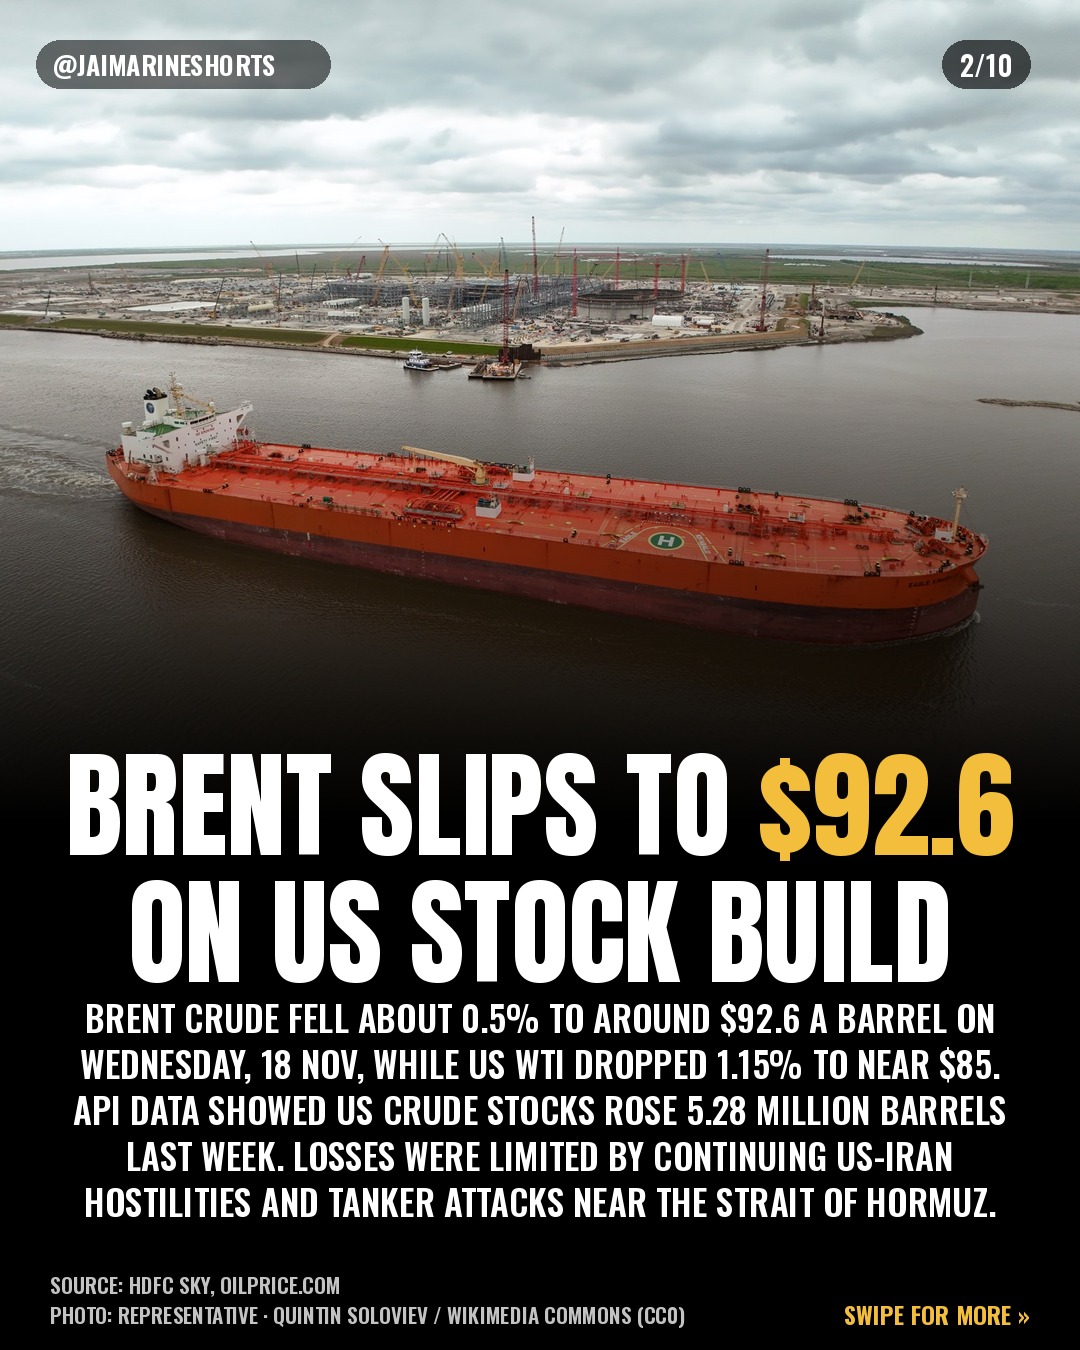 @JAIMARINESHORTS
2/10
H
BRENT SLIPS TO $92.6
ON US STOCK BUILD
BRENT CRUDE FELL ABOUT 0.5% TO AROUND $92.6 A BARREL ON
WEDNESDAY, 18 NOV, WHILE US WTI DROPPED 1.15% TO NEAR $85.
API DATA SHOWED US CRUDE STOCKS ROSE 5.28 MILLION BARRELS
LAST WEEK. LOSSES WERE LIMITED BY CONTINUING US-IRAN
HOSTILITIES AND TANKER ATTACKS NEAR THE STRAIT OF HORMUZ.
SOURCE: HDFC SKY, OILPRICE.COM
PHOTO: REPRESENTATIVE · QUINTIN SOLOVIEV / WIKIMEDIA COMMONS (CC0)
SWIPE FOR MORE »